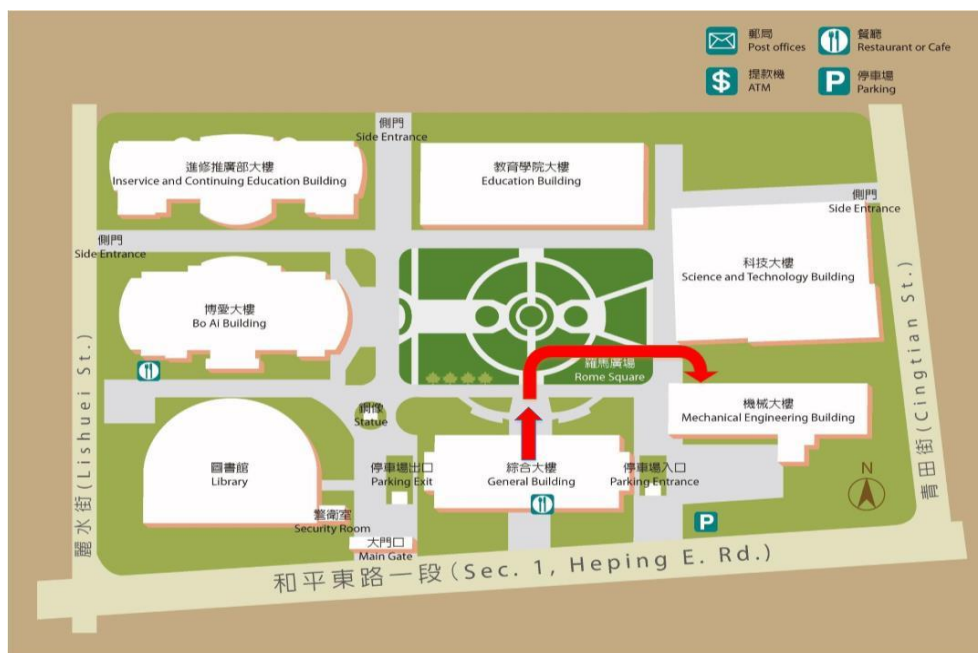 郵局
Post offices
餐廳
Restaurant or Cafe
提款機
ATM
停車場
Parking
側門
Side Entrance
進修推廣部大樓
Inservice and Continuing Education Building
教育學院大樓
Education Building
側門
Side Entrance
側門
Side Entrance
科技大樓
Science and Technology Building
博愛大樓
Bo Ai Building
羅馬廣場
Rome Square
銅像
Statue
機械大樓
Mechanical Engineering Building
圖書館
Library
停車場出口
Parking Exit
綜合大樓
General Building
停車場入口
Parking Entrance
N
警衛室
Security Room
P
大門口
Main Gate
麗水街(Lishuei St.)
青田街(Cingtian St.)
和平東路一段(Sec. 1, Heping E. Rd.)
$
P